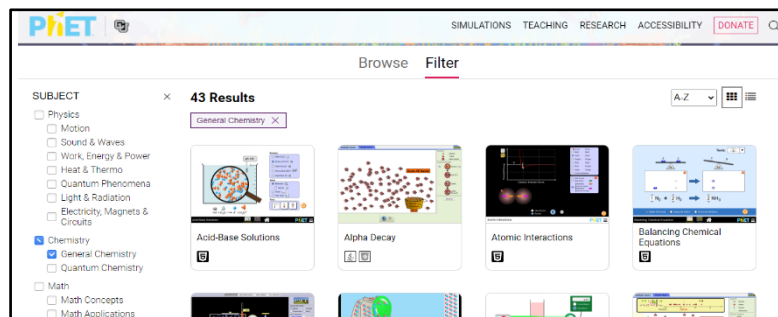 PhET
SIMULATIONS TEACHING RESEARCH ACCESSIBILITY DONATE
Browse Filter
SUBJECT ×
Physics
Motion
Sound & Waves
Work, Energy & Power
Heat & Thermo
Quantum Phenomena
Light & Radiation
Electricity, Magnets &
Circuits
Chemistry
General Chemistry
Quantum Chemistry
Math
Math Concepts
Math Applications
43 Results
A-Z
General Chemistry ×
Acid-Base Solutions
Alpha Decay
Atomic Interactions
Balancing Chemical
Equations